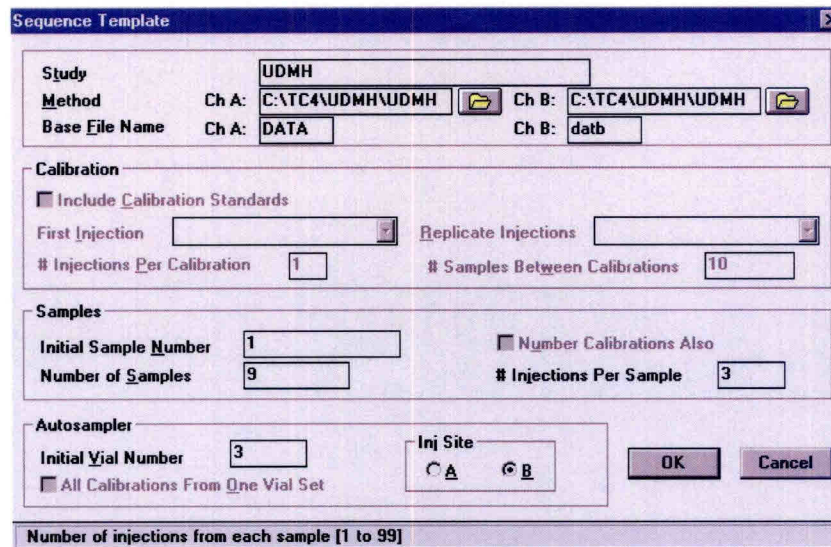 Sequence Template
Study UDMH
Method Ch A: C:\TC4\UDMH\UDMH Ch B: C:\TC4\UDMH\UDMH
Base File Name Ch A: DATA Ch B: datb
Calibration
Include Calibration Standards
First Injection Replicate Injections
# Injections Per Calibration 1 # Samples Between Calibrations 10
Samples
Initial Sample Number 1 Number Calibrations Also
Number of Samples 9 # Injections Per Sample 3
Autosampler
Initial Vial Number 3 Inj Site
A B OK Cancel
All Calibrations From One Vial Set
Number of injections from each sample [1 to 99]